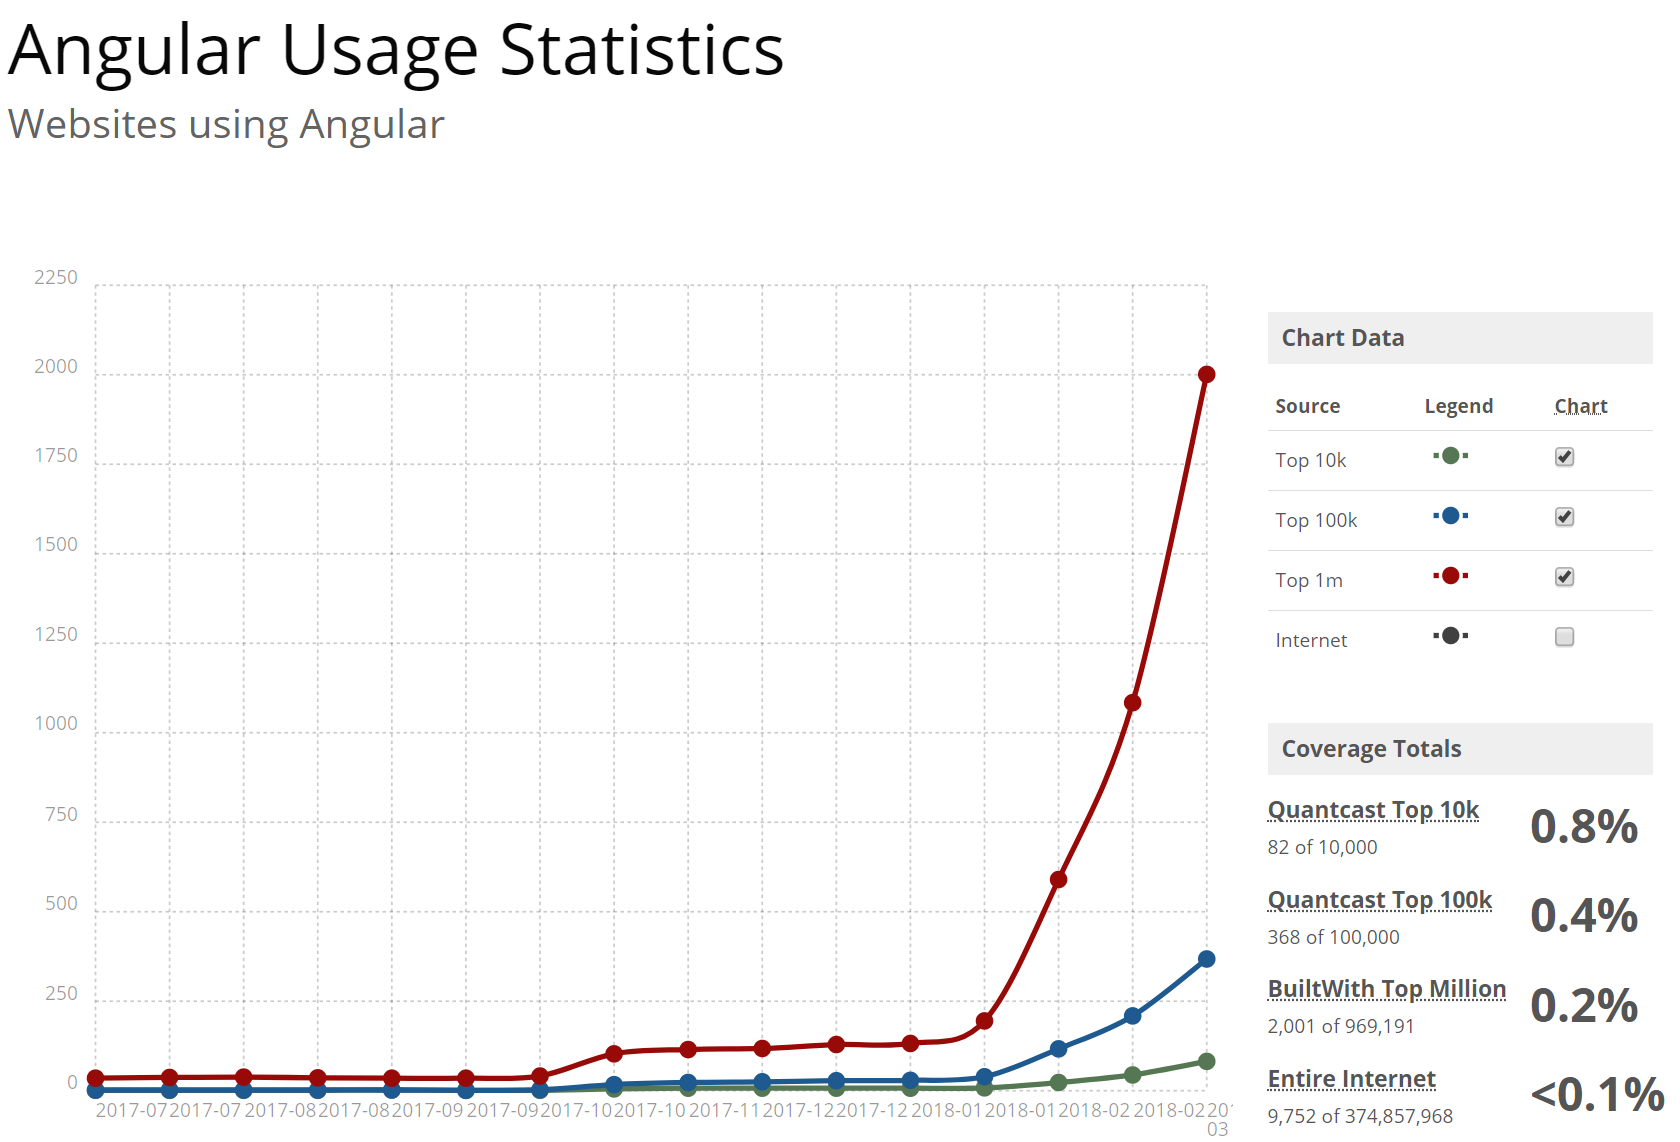 Angular Usage Statistics
Websites using Angular
2250
2000
1750
1500
1250
1000
750
500
250
0
2017-07 2017-07 2017-08 2017-08 2017-09 2017-09 2017-10 2017-10 2017-11 2017-12 2017-12 2018-01 2018-01 2018-02 2018-02
03
Chart Data
Source Legend Chart
Top 10k
Top 100k
Top 1m
Internet
Coverage Totals
Quantcast Top 10k 0.8%
82 of 10,000
Quantcast Top 100k 0.4%
368 of 100,000
BuiltWith Top Million 0.2%
2,001 of 969,191
Entire Internet <0.1%
9,752 of 374,857,968